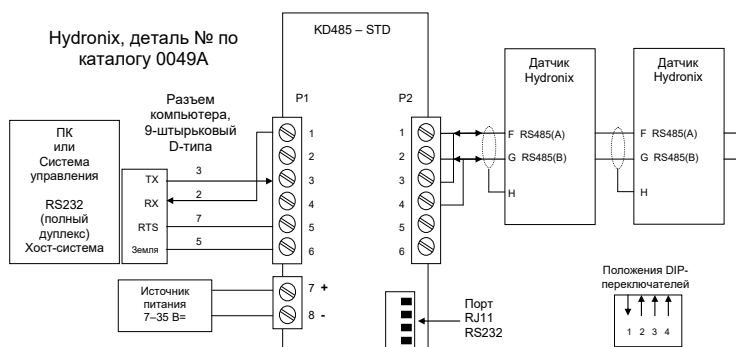 Hydronix, деталь № по
каталогу 0049A
KD485 – STD
Датчик
Hydronix
Датчик
Hydronix
Разъем
компьютера,
9-штырьковый
D-типа
P1
P2
ПК
или
Система
управления
RS232
(полный
дуплекс)
Хост-система
TX
3
RX
2
RTS
7
Земля
5
1
2
3
4
5
6
1
2
3
4
5
6
F RS485(A)
G RS485(B)
H
F RS485(A)
G RS485(B)
H
Источник
питания
7–35 В=
7 +
8 -
Порт
RJ11
RS232
Положения DIP-
переключателей
1 2 3 4